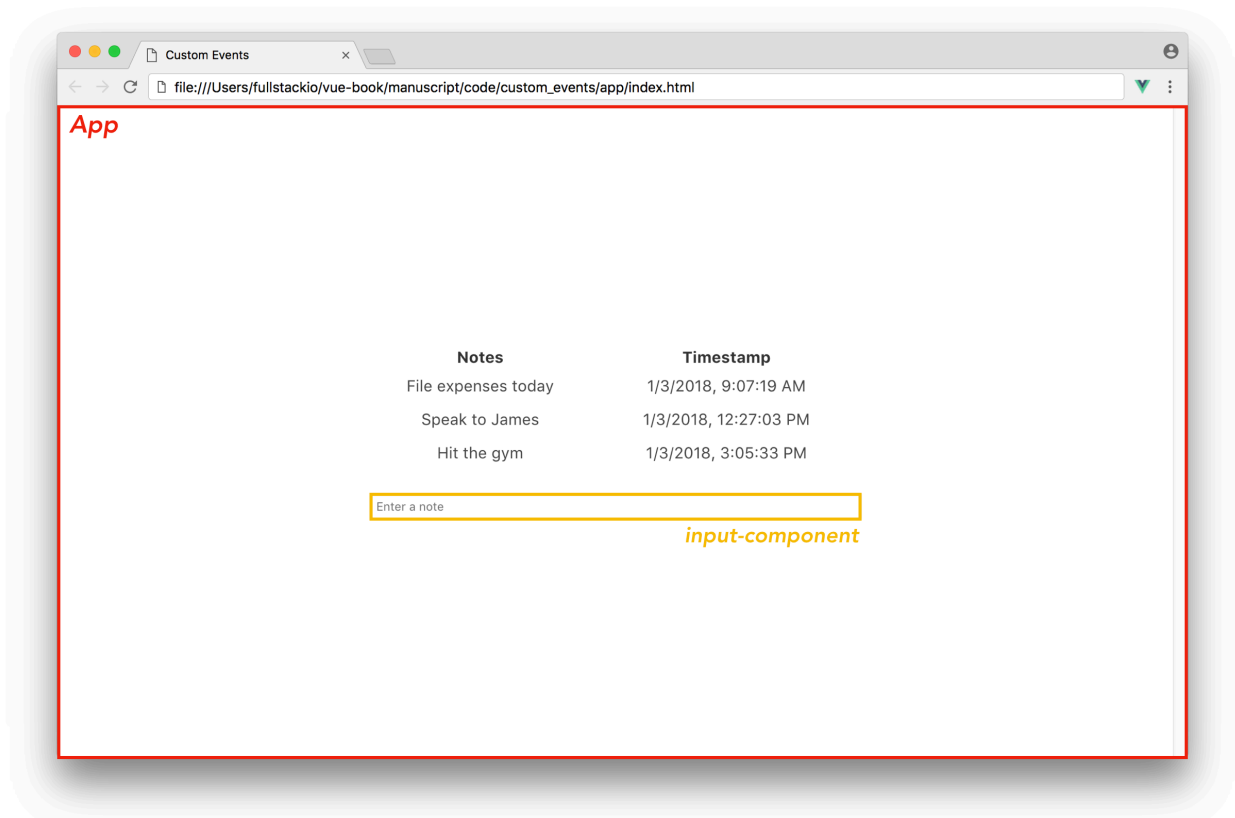 Custom Events
file:///Users/fullstackio/vue-book/manuscript/code/custom_events/app/index.html
App
Notes Timestamp
File expenses today 1/3/2018, 9:07:19 AM
Speak to James 1/3/2018, 12:27:03 PM
Hit the gym 1/3/2018, 3:05:33 PM
Enter a note
input-component